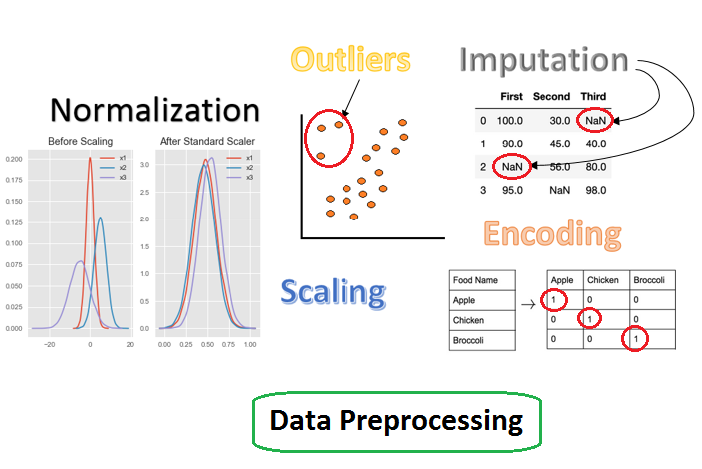 Normalization
Before Scaling
After Standard Scaler
0.200
0.175
0.150
0.125
0.100
0.075
0.050
0.025
0.000
−20
0
20
x1
x2
x3
3.0
2.5
2.0
1.5
1.0
0.5
0.0
0.00
0.25
0.50
0.75
1.00
x1
x2
x3
Outliers
Scaling
Imputation
First Second Third
0 100.0 30.0 NaN
1 90.0 45.0 40.0
2 NaN 56.0 80.0
3 95.0 NaN 98.0
Encoding
Food Name
Apple
Chicken
Broccoli
→
Apple Chicken Broccoli
1 0 0
0 1 0
0 0 1
Data Preprocessing